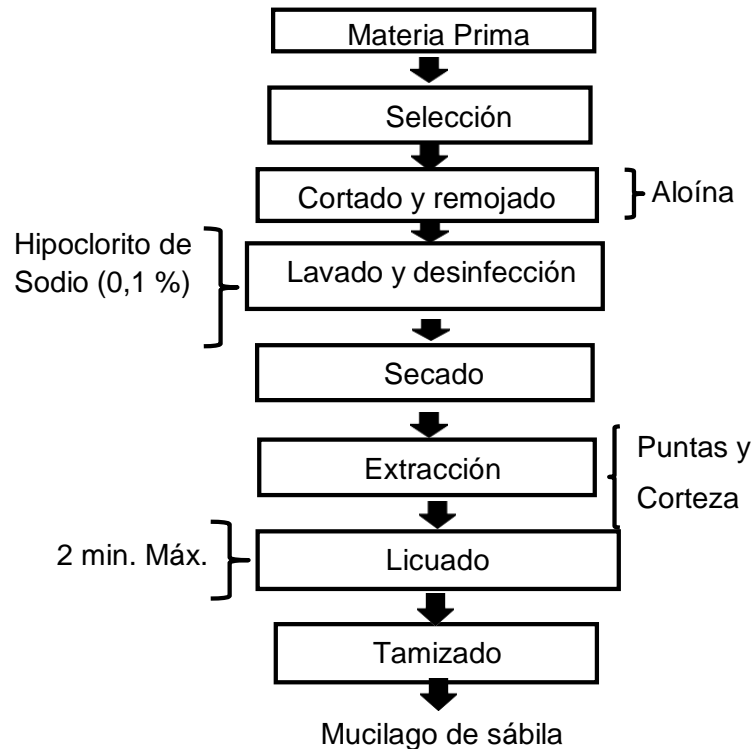 Materia Prima
Selección
Cortado y remojado
Aloína
Hipoclorito de
Sodio (0,1 %)
Lavado y desinfección
Secado
Extracción
Puntas y
Corteza
2 min. Máx.
Licuado
Tamizado
Mucilago de sábila